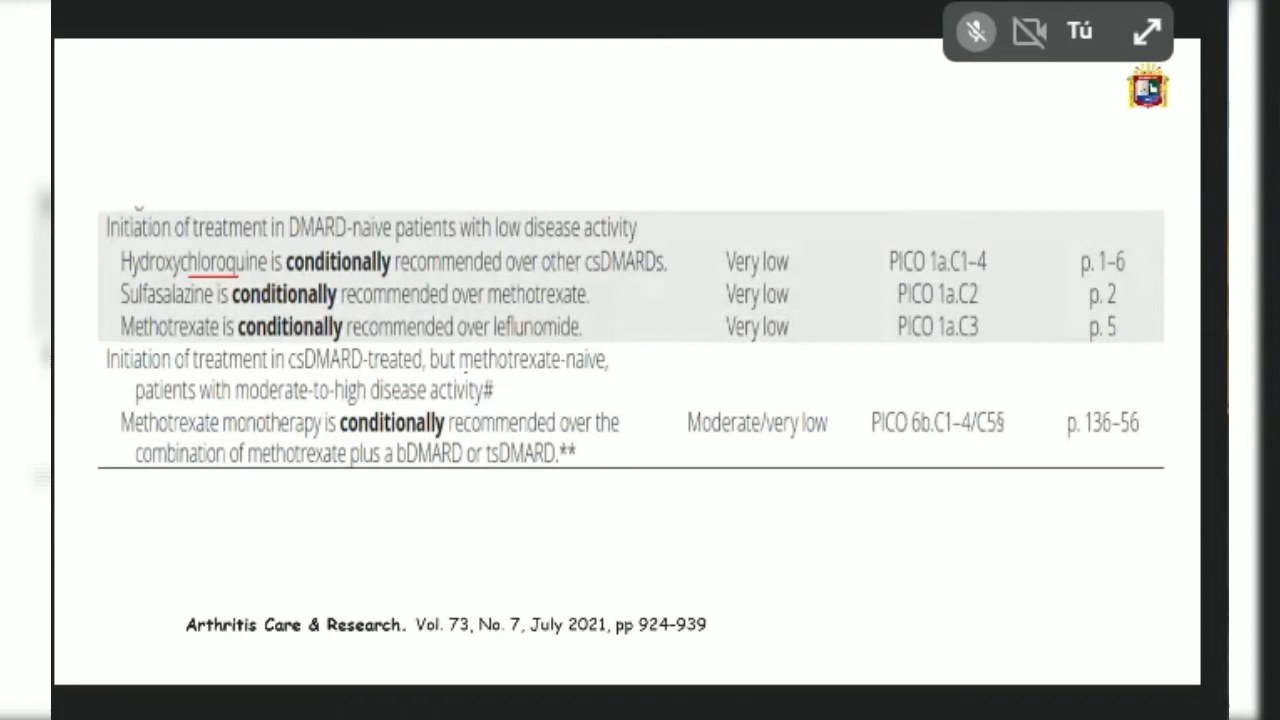 Tú
Initiation of treatment in DMARD-naive patients with low disease activity
Hydroxychloroquine is conditionally recommended over other csDMARDs. Very low PICO 1a.C1–4 p. 1–6
Sulfasalazine is conditionally recommended over methotrexate. Very low PICO 1a.C2 p. 2
Methotrexate is conditionally recommended over leflunomide. Very low PICO 1a.C3 p. 5
Initiation of treatment in csDMARD-treated, but methotrexate-naive,
patients with moderate-to-high disease activity#
Methotrexate monotherapy is conditionally recommended over the Moderate/very low PICO 6b.C1–4/C5§ p. 136–56
combination of methotrexate plus a bDMARD or tsDMARD.**
Arthritis Care & Research. Vol. 73, No. 7, July 2021, pp 924–939